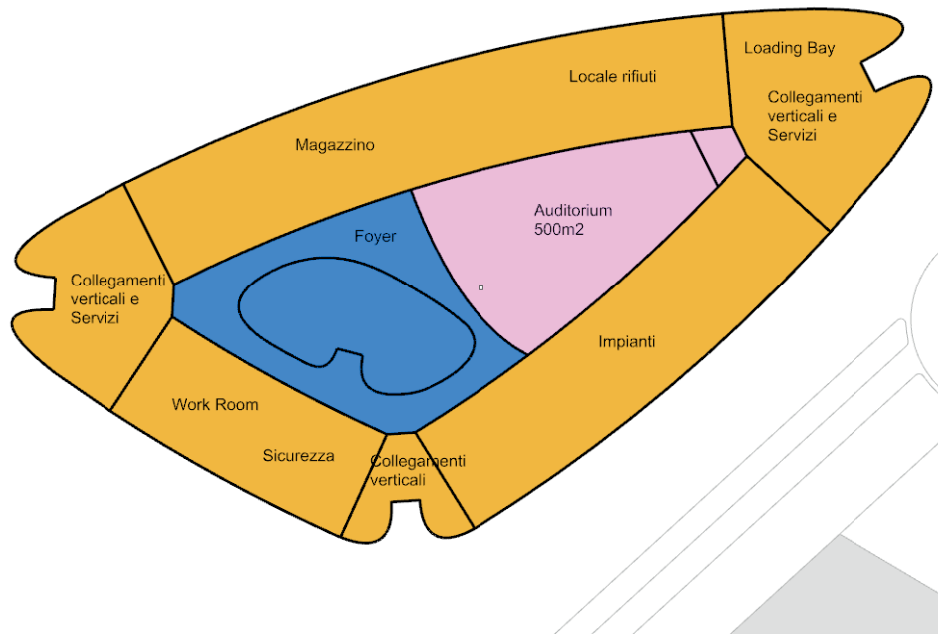 Loading Bay
Locale rifiuti
Collegamenti
verticali e
Servizi
Magazzino
Auditorium
500m2
Foyer
Collegamenti
verticali e
Servizi
Impianti
Work Room
Sicurezza
Collegamenti
verticali